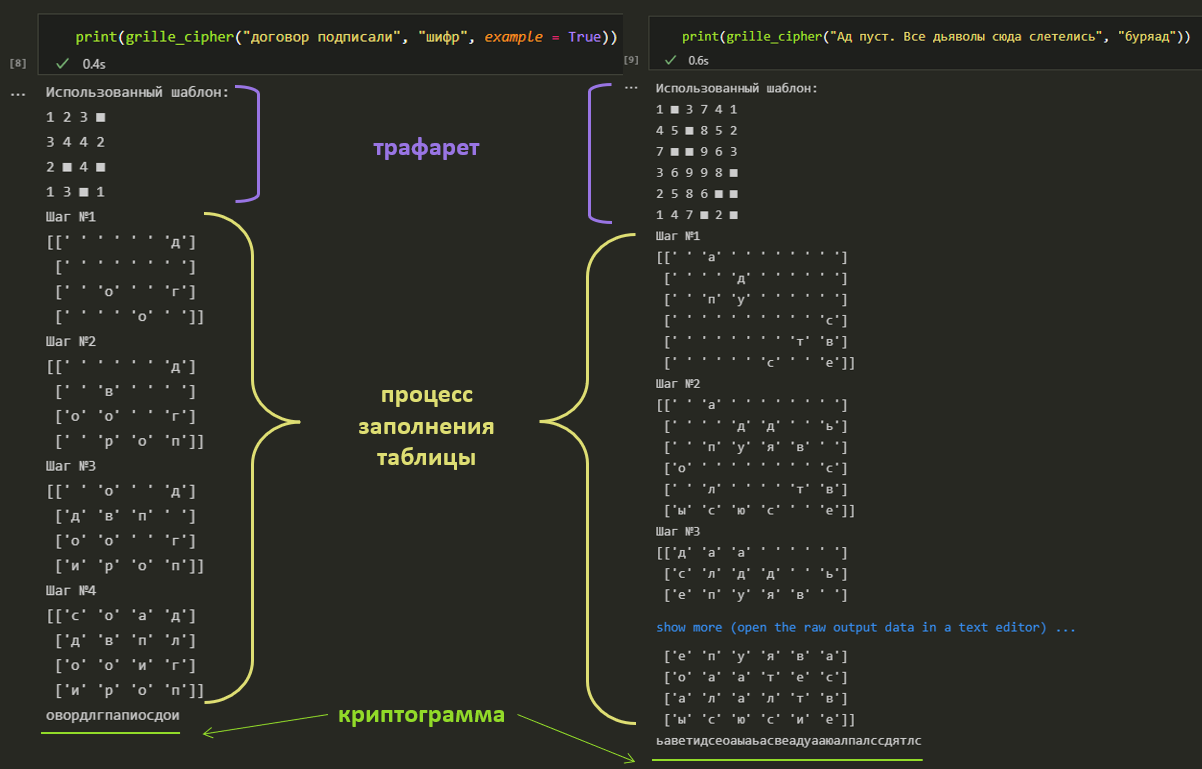 print(grille_cipher("договор подписали", "шифр", example = True))
[8] ✓ 0.4s
... Использованный шаблон:
1 2 3 ■
3 4 4 2
2 ■ 4 ■
1 3 ■ 1
Шаг №1
[[' ' ' ' ' ' 'д']
[' ' ' ' ' ' ' ']
[' ' 'о' ' ' 'г']
[' ' ' ' 'о' ' ']]
Шаг №2
[[' ' ' ' ' ' 'д']
[' ' 'в' ' ' ' ']
['о' 'о' ' ' 'г']
[' ' 'р' 'о' 'п']]
Шаг №3
[[' ' 'о' ' ' 'д']
['д' 'в' 'п' ' ']
['о' 'о' ' ' 'г']
['и' 'р' 'о' 'п']]
Шаг №4
[['с' 'о' 'а' 'д']
['д' 'в' 'п' 'л']
['о' 'о' 'и' 'г']
['и' 'р' 'о' 'п']]
овордлгпапиосдои
трафарет
процесс
заполнения
таблицы
криптограмма
print(grille_cipher("Ад пуст. Все дьяволы сюда слетелись", "буряад"))
[9] ✓ 0.6s
... Использованный шаблон:
1 ■ 3 7 4 1
4 5 ■ 8 5 2
7 ■ ■ 9 6 3
3 6 9 9 8 ■
2 5 8 6 ■ ■
1 4 7 ■ 2 ■
Шаг №1
[[' ' 'а' ' ' ' ' ' ' ' ']
[' ' ' ' 'д' ' ' ' ' ' ']
[' ' 'п' 'у' ' ' ' ' ' ']
[' ' ' ' ' ' ' ' ' ' 'с']
[' ' ' ' ' ' ' ' 'т' 'в']
[' ' ' ' ' ' 'с' ' ' 'е']]
Шаг №2
[[' ' 'а' ' ' ' ' ' ' ' ']
[' ' ' ' 'д' 'д' ' ' 'ь']
[' ' 'п' 'у' 'я' 'в' ' ']
['о' ' ' ' ' ' ' ' ' 'с']
[' ' 'л' ' ' ' ' 'т' 'в']
['ы' 'с' 'ю' 'с' ' ' 'е']]
Шаг №3
[['д' 'а' 'а' ' ' ' ' ' ']
['с' 'л' 'д' 'д' ' ' 'ь']
['е' 'п' 'у' 'я' 'в' ' ']
show more (open the raw output data in a text editor) ...
['е' 'п' 'у' 'я' 'в' 'а']
['о' 'а' 'а' 'т' 'е' 'с']
['а' 'л' 'а' 'л' 'т' 'в']
['ы' 'с' 'ю' 'с' 'и' 'е']]
ьаветидсеоаыаьасвеадуааюалпалссдятлс